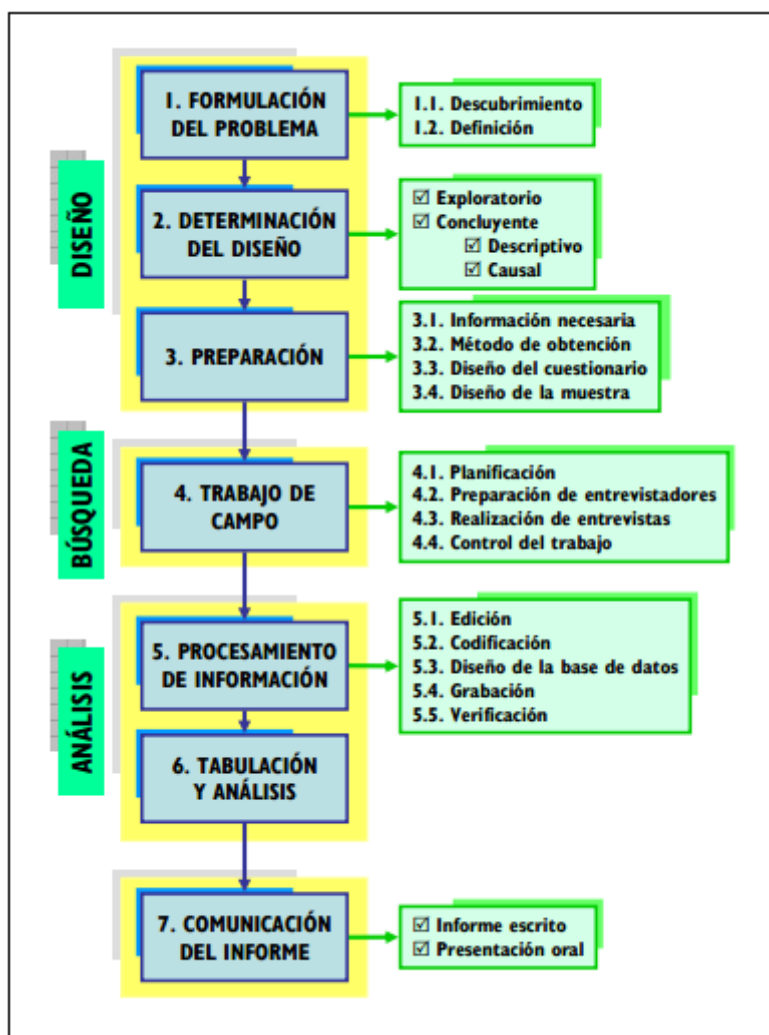 DISEÑO
1. FORMULACIÓN
DEL PROBLEMA
1.1. Descubrimiento
1.2. Definición
2. DETERMINACIÓN
DEL DISEÑO
☑ Exploratorio
☑ Concluyente
☑ Descriptivo
☑ Causal
3. PREPARACIÓN
3.1. Información necesaria
3.2. Método de obtención
3.3. Diseño del cuestionario
3.4. Diseño de la muestra
BÚSQUEDA
4. TRABAJO DE
CAMPO
4.1. Planificación
4.2. Preparación de entrevistadores
4.3. Realización de entrevistas
4.4. Control del trabajo
ANÁLISIS
5. PROCESAMIENTO
DE INFORMACIÓN
5.1. Edición
5.2. Codificación
5.3. Diseño de la base de datos
5.4. Grabación
5.5. Verificación
6. TABULACIÓN
Y ANÁLISIS
7. COMUNICACIÓN
DEL INFORME
☑ Informe escrito
☑ Presentación oral